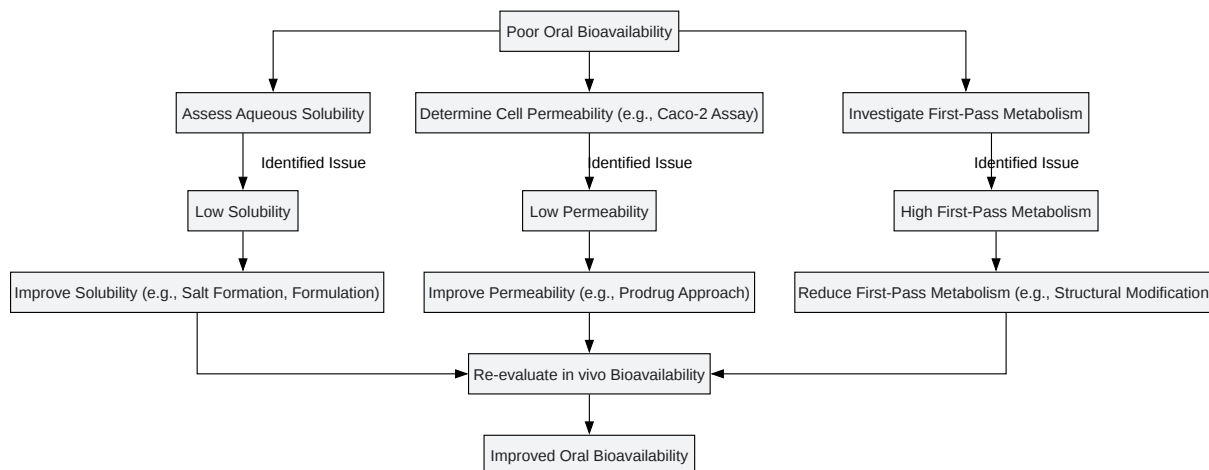 Poor Oral Bioavailability
Assess Aqueous Solubility
Determine Cell Permeability (e.g., Caco-2 Assay)
Investigate First-Pass Metabolism
Identified Issue
Identified Issue
Identified Issue
Low Solubility
Low Permeability
High First-Pass Metabolism
Improve Solubility (e.g., Salt Formation, Formulation)
Improve Permeability (e.g., Prodrug Approach)
Reduce First-Pass Metabolism (e.g., Structural Modification
Re-evaluate in vivo Bioavailability
Improved Oral Bioavailability